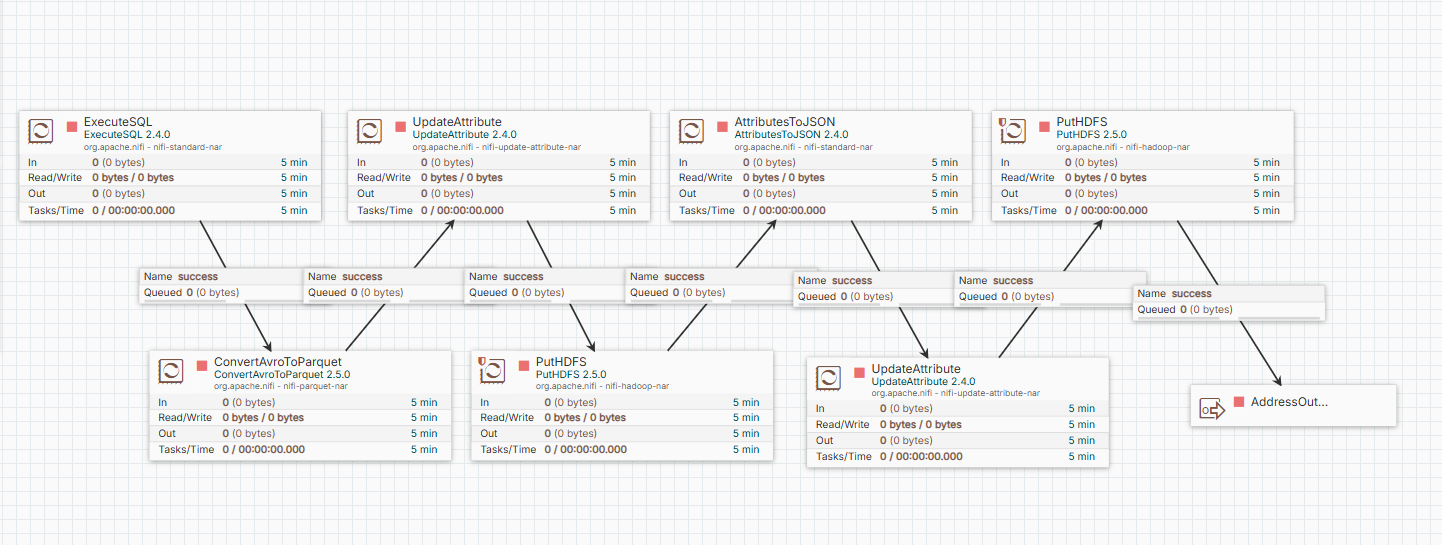 ExecuteSQL
ExecuteSQL 2.4.0
org.apache.nifi - nifi-standard-nar
In 0 (0 bytes) 5 min
Read/Write 0 bytes / 0 bytes 5 min
Out 0 (0 bytes) 5 min
Tasks/Time 0 / 00:00:00.000 5 min
UpdateAttribute
UpdateAttribute 2.4.0
org.apache.nifi - nifi-update-attribute-nar
In 0 (0 bytes) 5 min
Read/Write 0 bytes / 0 bytes 5 min
Out 0 (0 bytes) 5 min
Tasks/Time 0 / 00:00:00.000 5 min
AttributesToJSON
AttributesToJSON 2.4.0
org.apache.nifi - nifi-standard-nar
In 0 (0 bytes) 5 min
Read/Write 0 bytes / 0 bytes 5 min
Out 0 (0 bytes) 5 min
Tasks/Time 0 / 00:00:00.000 5 min
PutHDFS
PutHDFS 2.5.0
org.apache.nifi - nifi-hadoop-nar
In 0 (0 bytes) 5 min
Read/Write 0 bytes / 0 bytes 5 min
Out 0 (0 bytes) 5 min
Tasks/Time 0 / 00:00:00.000 5 min
Name success
Queued 0 (0 bytes)
Name success
Queued 0 (0 bytes)
Name success
Queued 0 (0 bytes)
Name success
Queued 0 (0 bytes)
Name success
Queued 0 (0 bytes)
Name success
Queued 0 (0 bytes)
Name success
Queued 0 (0 bytes)
ConvertAvroToParquet
ConvertAvroToParquet 2.5.0
org.apache.nifi - nifi-parquet-nar
In 0 (0 bytes) 5 min
Read/Write 0 bytes / 0 bytes 5 min
Out 0 (0 bytes) 5 min
Tasks/Time 0 / 00:00:00.000 5 min
PutHDFS
PutHDFS 2.5.0
org.apache.nifi - nifi-hadoop-nar
In 0 (0 bytes) 5 min
Read/Write 0 bytes / 0 bytes 5 min
Out 0 (0 bytes) 5 min
Tasks/Time 0 / 00:00:00.000 5 min
UpdateAttribute
UpdateAttribute 2.4.0
org.apache.nifi - nifi-update-attribute-nar
In 0 (0 bytes) 5 min
Read/Write 0 bytes / 0 bytes 5 min
Out 0 (0 bytes) 5 min
Tasks/Time 0 / 00:00:00.000 5 min
AddressOut...